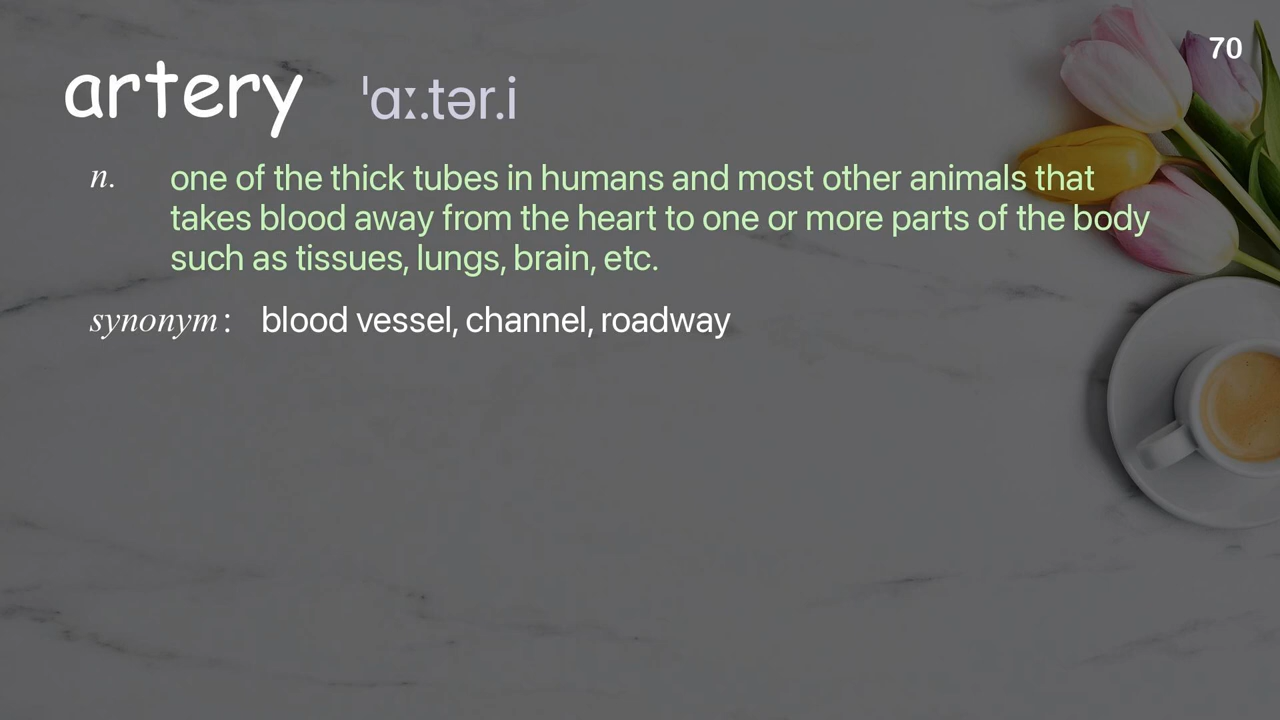 70
artery ˈɑː.tər.i
n. one of the thick tubes in humans and most other animals that
takes blood away from the heart to one or more parts of the body
such as tissues, lungs, brain, etc.
synonym : blood vessel, channel, roadway